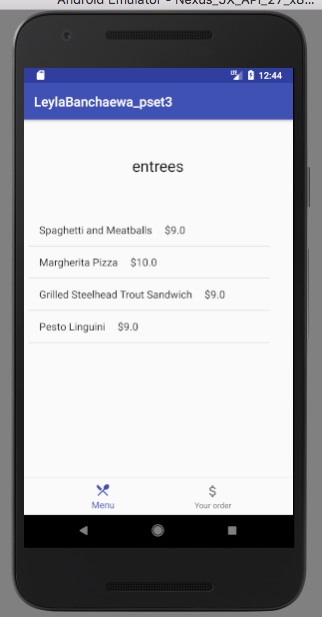 Android Emulator - Nexus_5X_API_27_x8...
LTE 12:44
LeylaBanchaewa_pset3
entrees
Spaghetti and Meatballs $9.0
Margherita Pizza $10.0
Grilled Steelhead Trout Sandwich $9.0
Pesto Linguini $9.0
$
Menu Your order